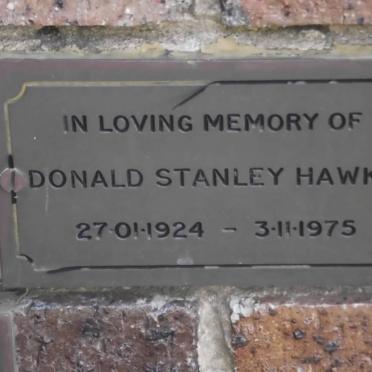 IN LOVING MEMORY OF
DONALD STANLEY HAWK
27·01·1924 - 3·11·1975